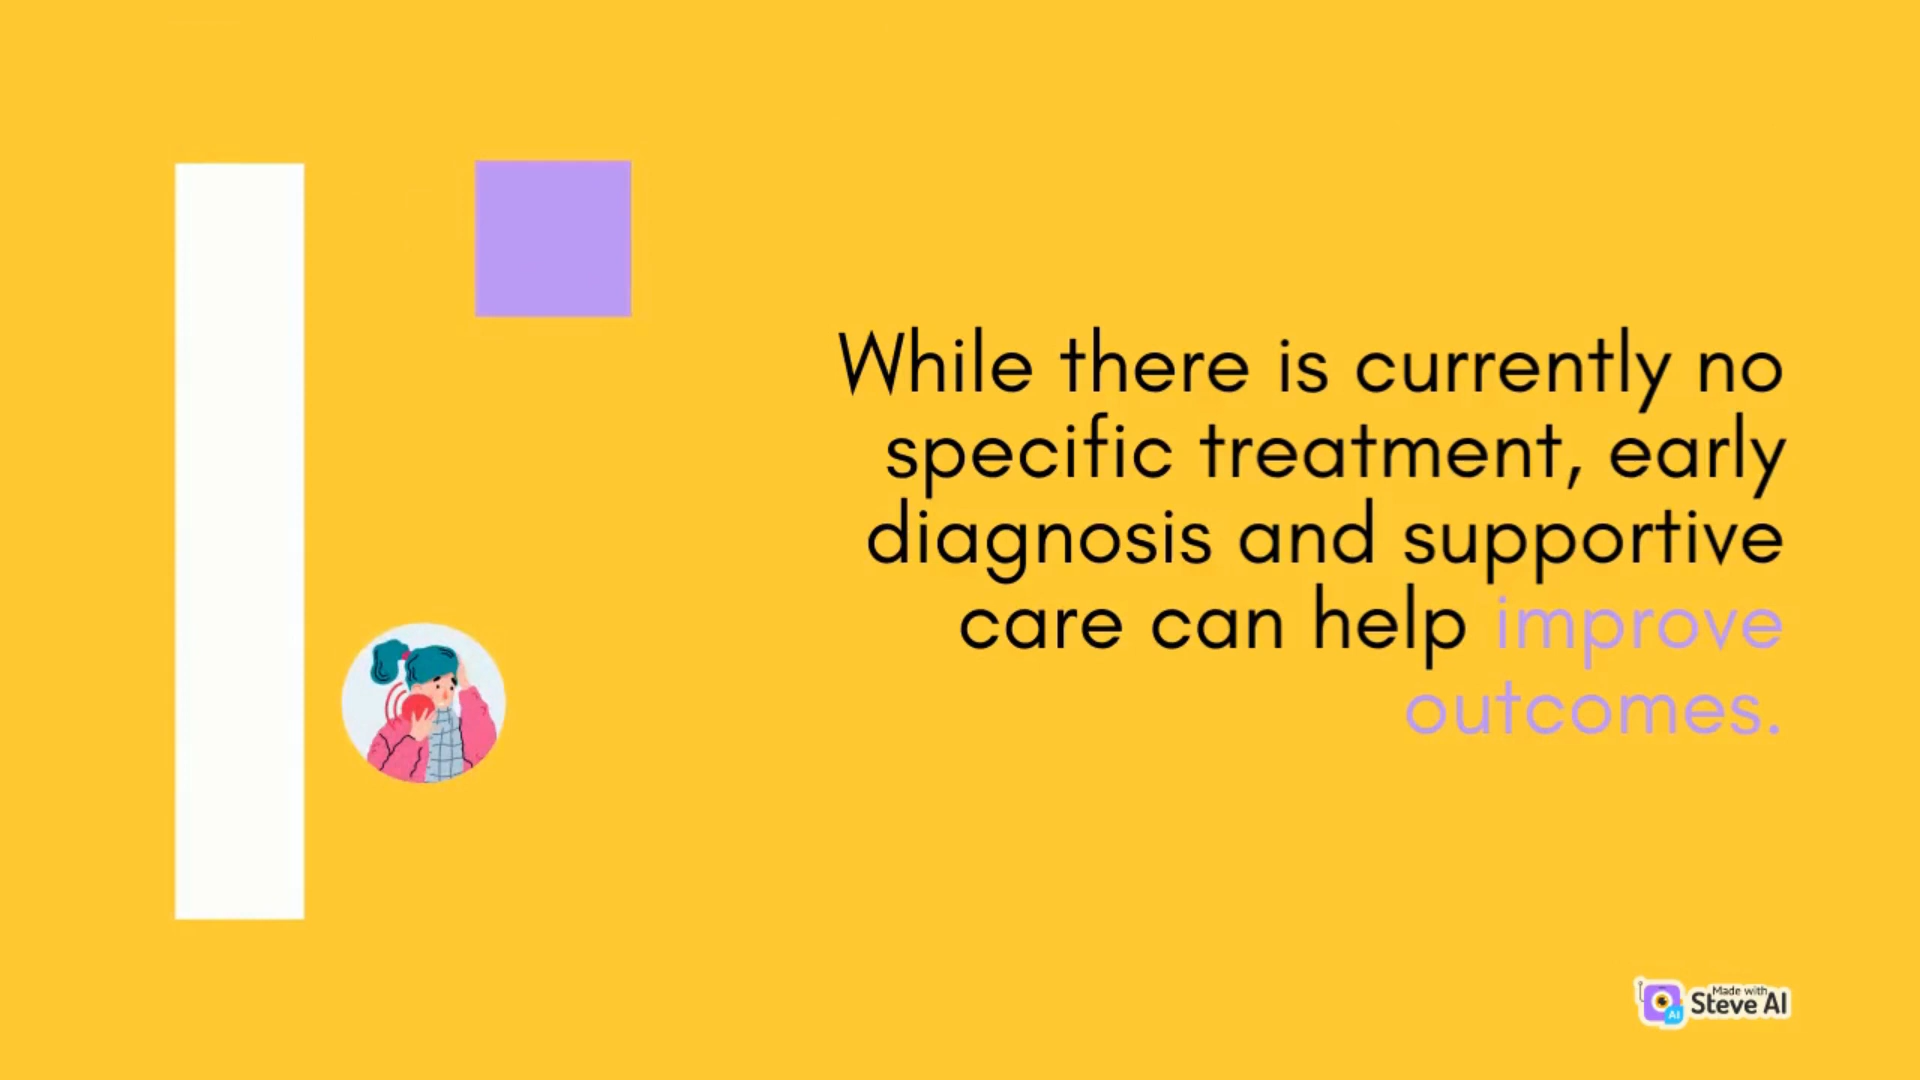 While there is currently no
specific treatment, early
diagnosis and supportive
care can help improve
outcomes.
Made with
Steve AI
AI